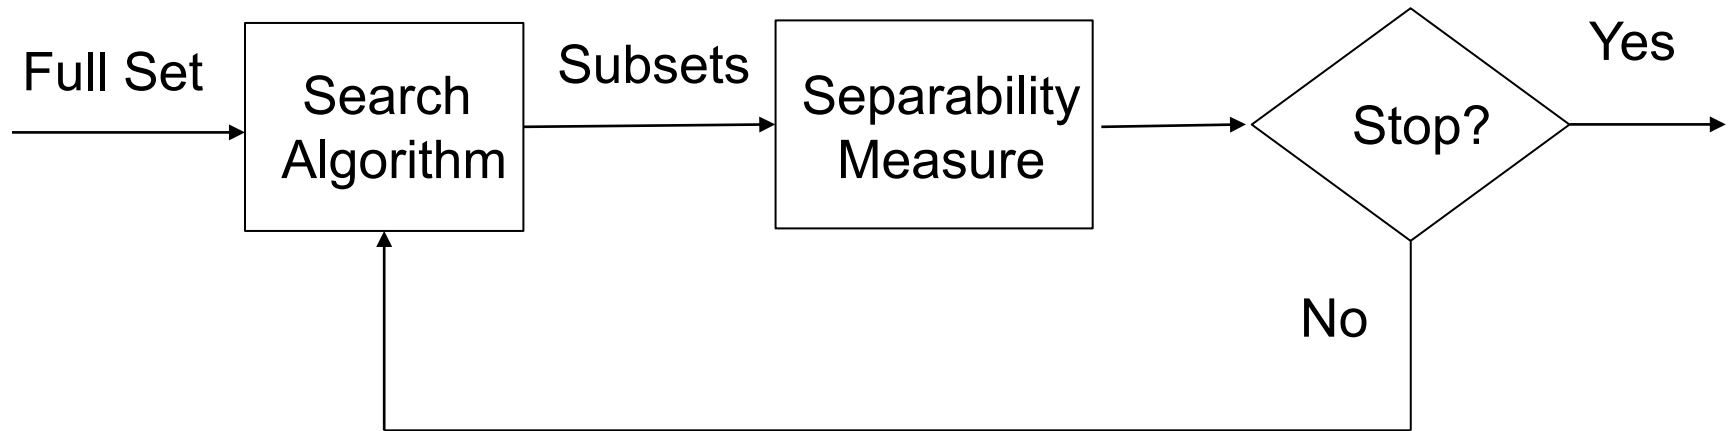 Full Set
Search
Algorithm
Subsets
Separability
Measure
Stop?
Yes
No